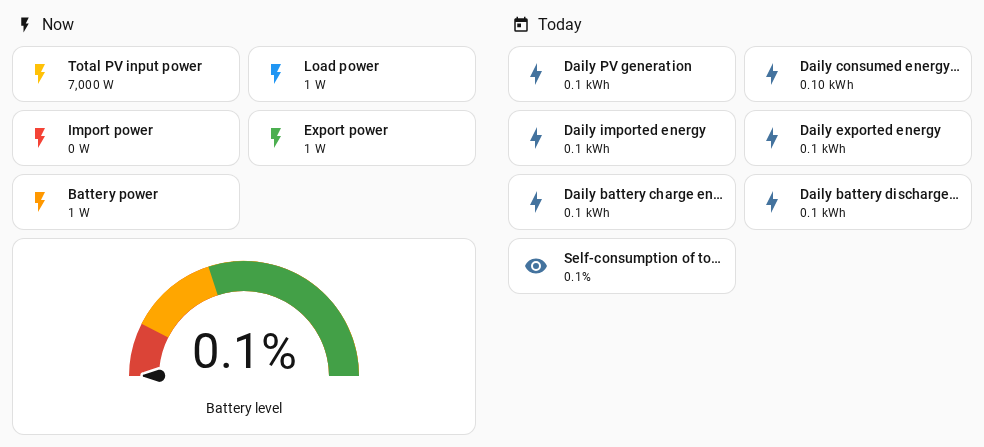 Now
Total PV input power
7,000 W
Load power
1 W
Import power
0 W
Export power
1 W
Battery power
1 W
0.1%
Battery level
Today
Daily PV generation
0.1 kWh
Daily consumed energy…
0.10 kWh
Daily imported energy
0.1 kWh
Daily exported energy
0.1 kWh
Daily battery charge en…
0.1 kWh
Daily battery discharge…
0.1 kWh
Self-consumption of to…
0.1%